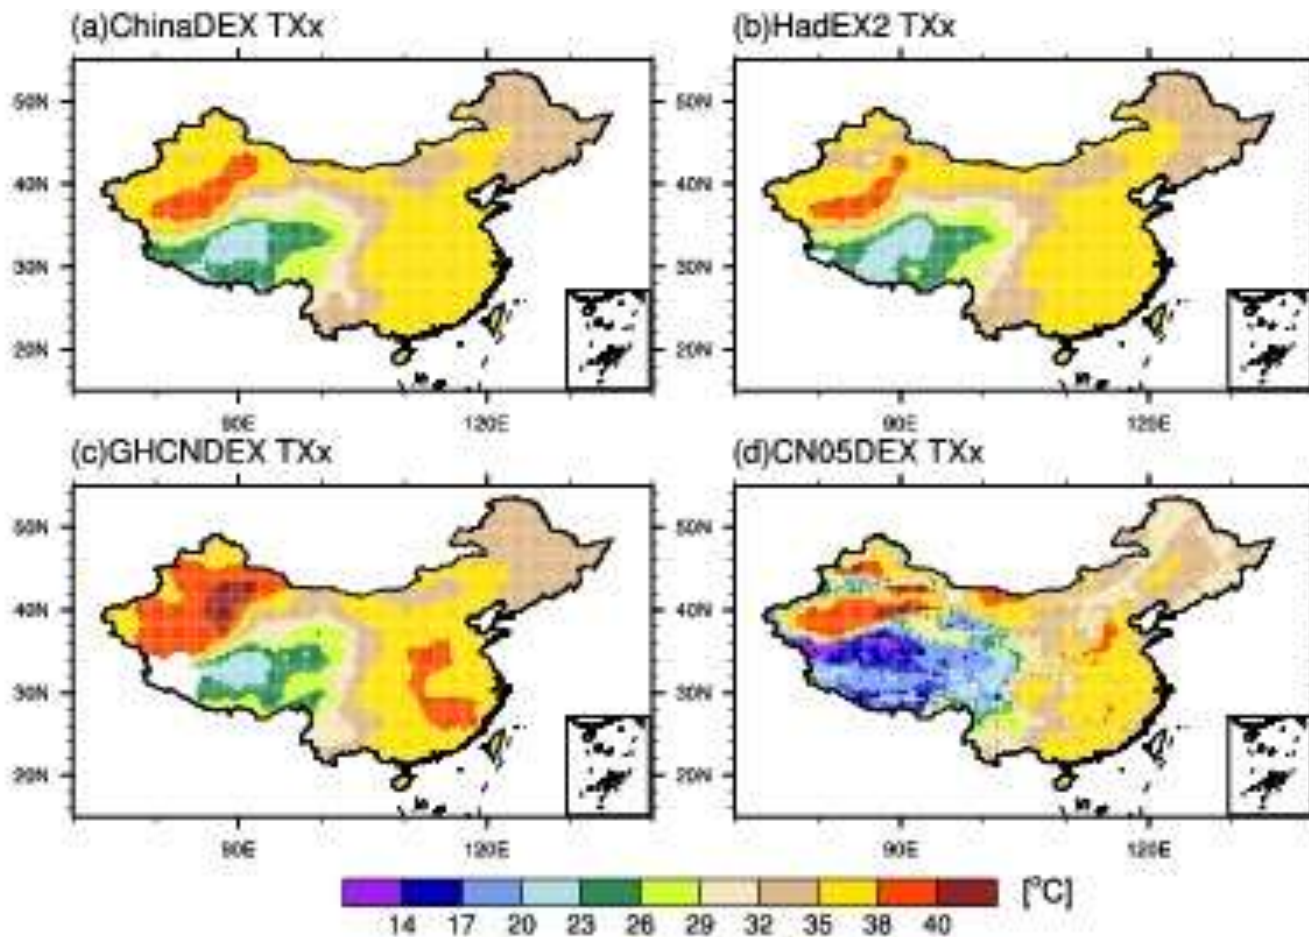 (a)ChinaDEX TXx
(b)HadEX2 TXx
50N
50N
40N
40N
30N
30N
20N
20N
90E
120E
90E
120E
(c)GHCNDEX TXx
(d)CN05DEX TXx
50N
50N
40N
40N
30N
30N
20N
20N
90E
120E
90E
120E
14 17 20 23 26 29 32 35 38 40 [°C]